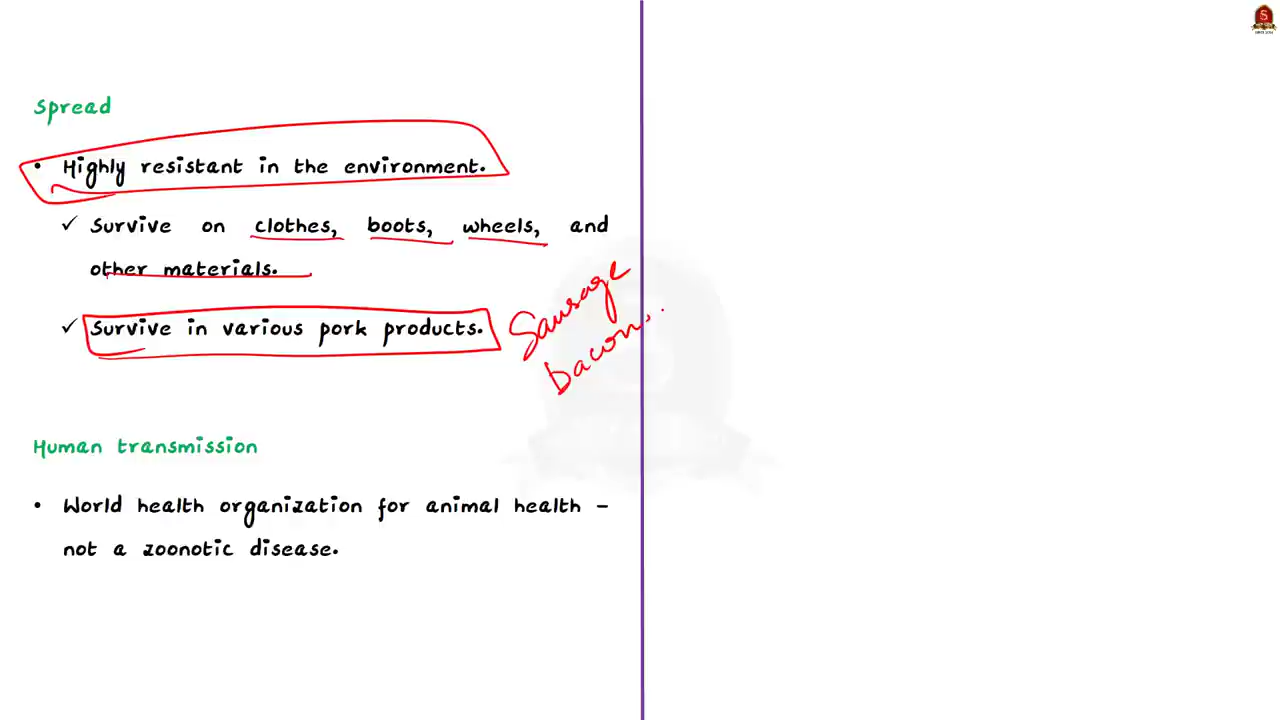 Spread
• Highly resistant in the environment.
✓ Survive on clothes, boots, wheels, and
other materials.
✓ Survive in various pork products.
Sausage
bacon..
Human transmission
• World health organization for animal health –
not a zoonotic disease.